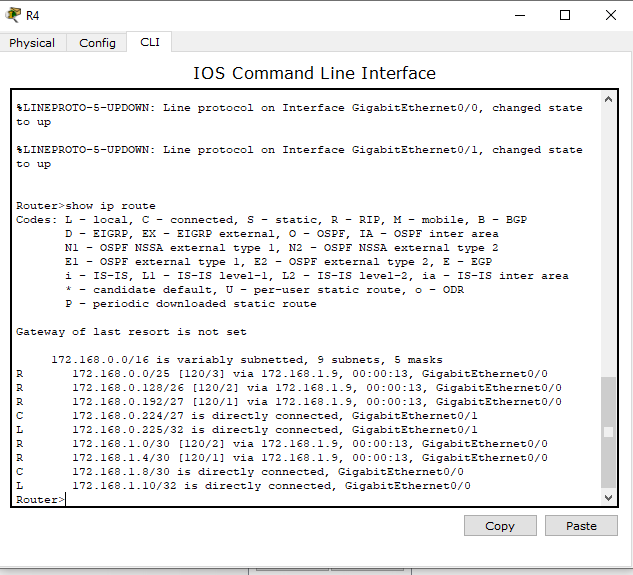 R4
Physical Config CLI
IOS Command Line Interface
%LINEPROTO-5-UPDOWN: Line protocol on Interface GigabitEthernet0/0, changed state
to up
%LINEPROTO-5-UPDOWN: Line protocol on Interface GigabitEthernet0/1, changed state
to up
Router>show ip route
Codes: L - local, C - connected, S - static, R - RIP, M - mobile, B - BGP
D - EIGRP, EX - EIGRP external, O - OSPF, IA - OSPF inter area
N1 - OSPF NSSA external type 1, N2 - OSPF NSSA external type 2
E1 - OSPF external type 1, E2 - OSPF external type 2, E - EGP
i - IS-IS, L1 - IS-IS level-1, L2 - IS-IS level-2, ia - IS-IS inter area
* - candidate default, U - per-user static route, o - ODR
P - periodic downloaded static route
Gateway of last resort is not set
172.168.0.0/16 is variably subnetted, 9 subnets, 5 masks
R 172.168.0.0/25 [120/3] via 172.168.1.9, 00:00:13, GigabitEthernet0/0
R 172.168.0.128/26 [120/2] via 172.168.1.9, 00:00:13, GigabitEthernet0/0
R 172.168.0.192/27 [120/1] via 172.168.1.9, 00:00:13, GigabitEthernet0/0
C 172.168.0.224/27 is directly connected, GigabitEthernet0/1
L 172.168.0.225/32 is directly connected, GigabitEthernet0/1
R 172.168.1.0/30 [120/2] via 172.168.1.9, 00:00:13, GigabitEthernet0/0
R 172.168.1.4/30 [120/1] via 172.168.1.9, 00:00:13, GigabitEthernet0/0
C 172.168.1.8/30 is directly connected, GigabitEthernet0/0
L 172.168.1.10/32 is directly connected, GigabitEthernet0/0
Router>
Copy Paste